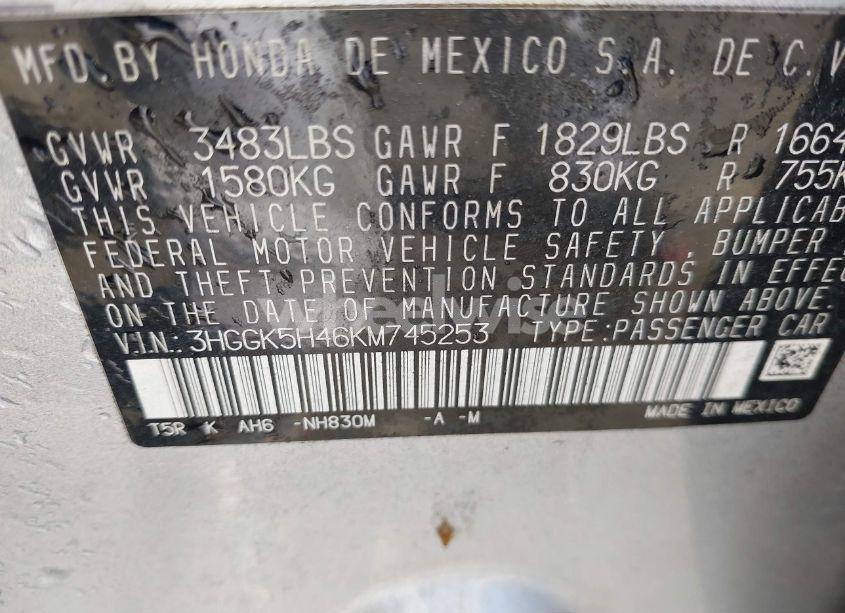 MFD. BY HONDA DE MEXICO S.A. DE C.V
GVWR 3483LBS GAWR F 1829LBS R 1664
GVWR 1580KG GAWR F 830KG R 755K
THIS VEHICLE CONFORMS TO ALL APPLICAB
FEDERAL MOTOR VEHICLE SAFETY, BUMPER
AND THEFT PREVENTION STANDARDS IN EFFEC
ON THE DATE OF MANUFACTURE SHOWN ABOVE
V.I.N.: 3HGGK5H46KM745253 TYPE: PASSENGER CAR
T5R K AH6 -NH830M -A -M MADE IN MEXICO